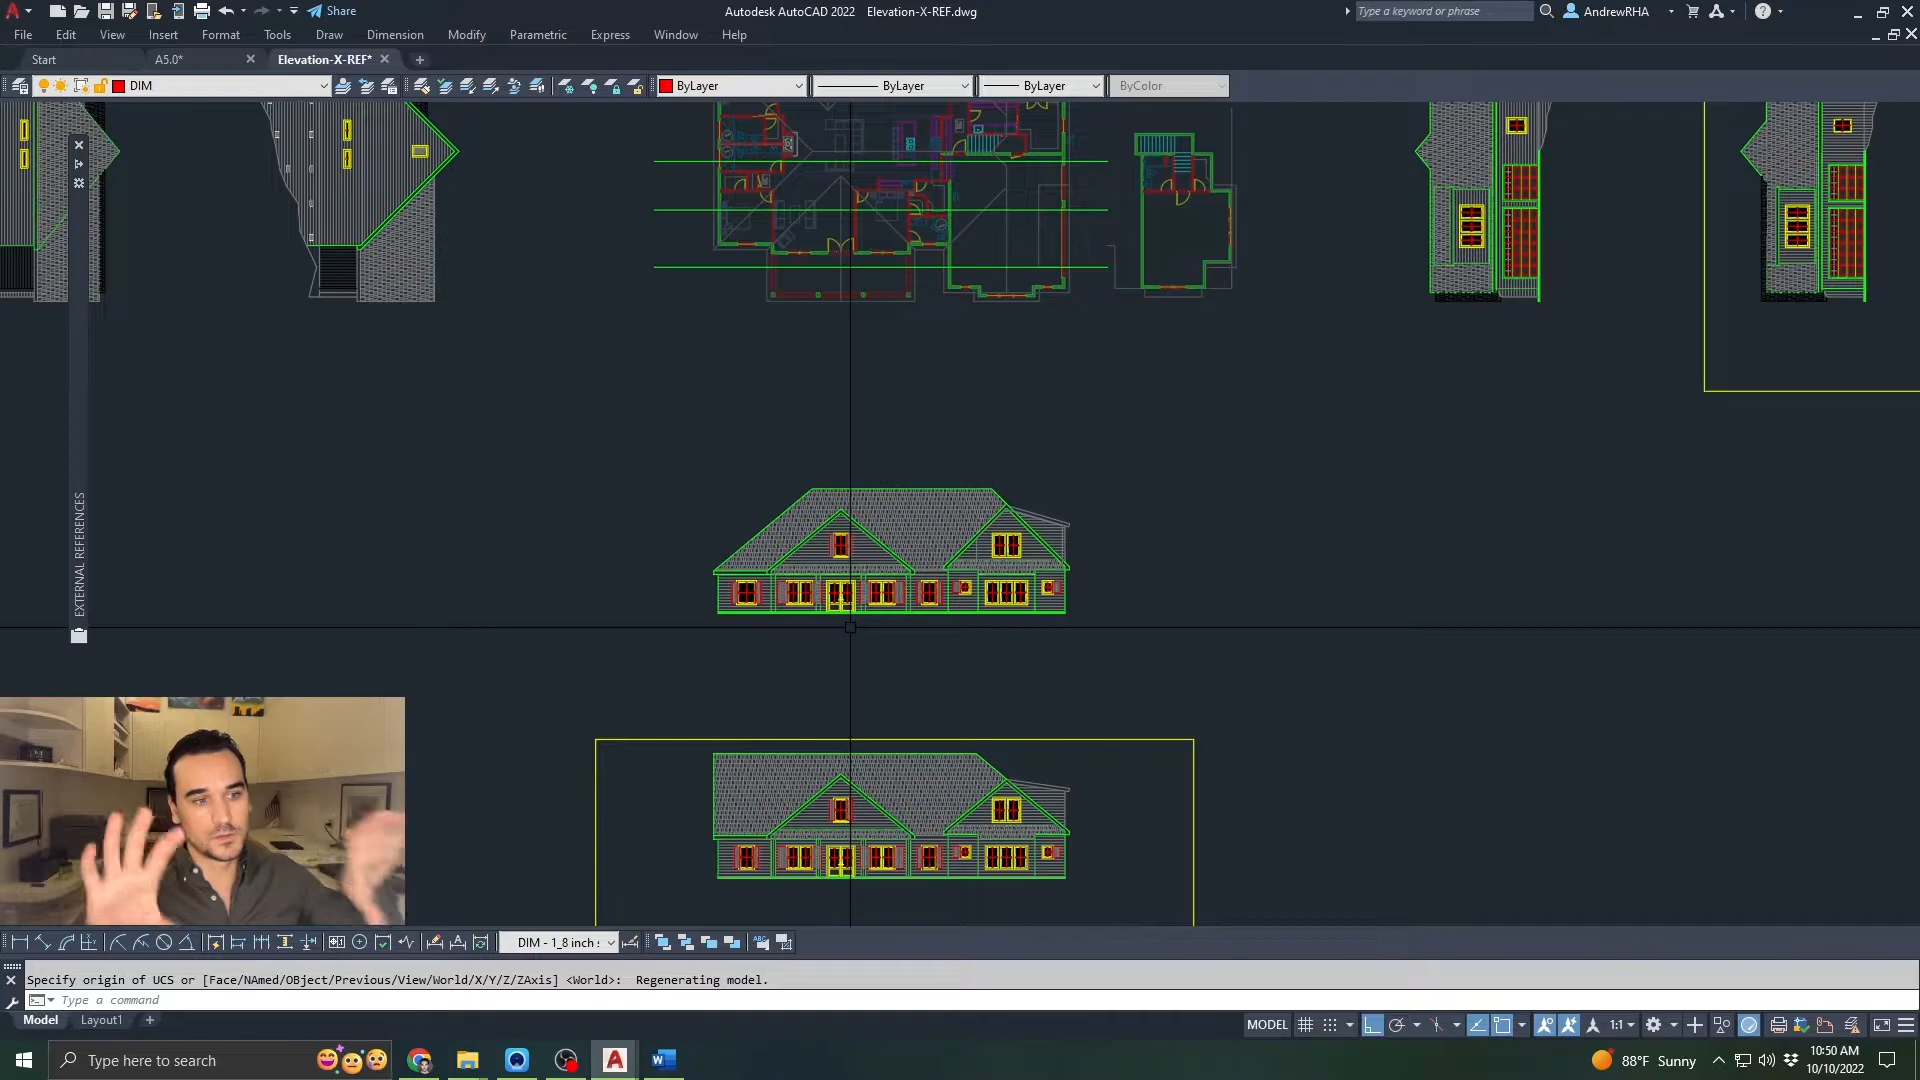 Share
Autodesk AutoCAD 2022 Elevation-X-REF.dwg
Type a keyword or phrase
AndrewRHA
File Edit View Insert Format Tools Draw Dimension Modify Parametric Express Window Help
Start A5.0* Elevation-X-REF*
DIM ByLayer ByLayer ByLayer ByColor
EXTERNAL REFERENCES
DIM - 1_8 inch
Specify origin of UCS or [Face/NAmed/OBject/Previous/View/World/X/Y/Z/ZAxis] <World>: Regenerating model.
Type a command
Model Layout1
MODEL 1:1
Type here to search
88°F Sunny
10:50 AM
10/10/2022